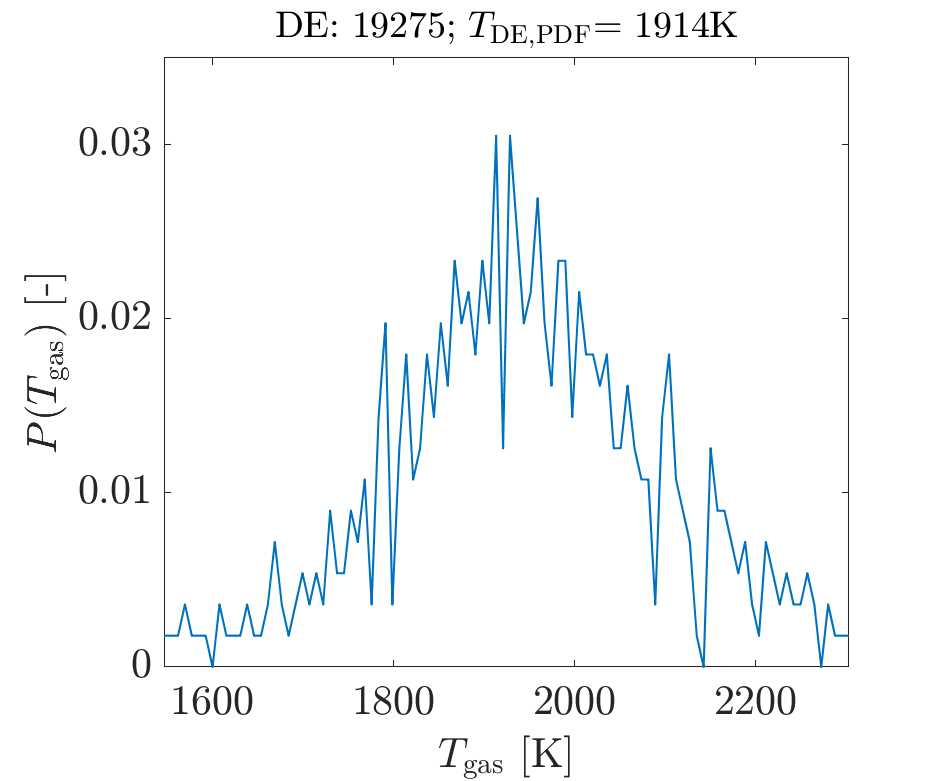 DE: 19275; T_DE,PDF= 1914K
0.03
0.02
0.01
0
P(T_gas) [-]
1600 1800 2000 2200
T_gas [K]